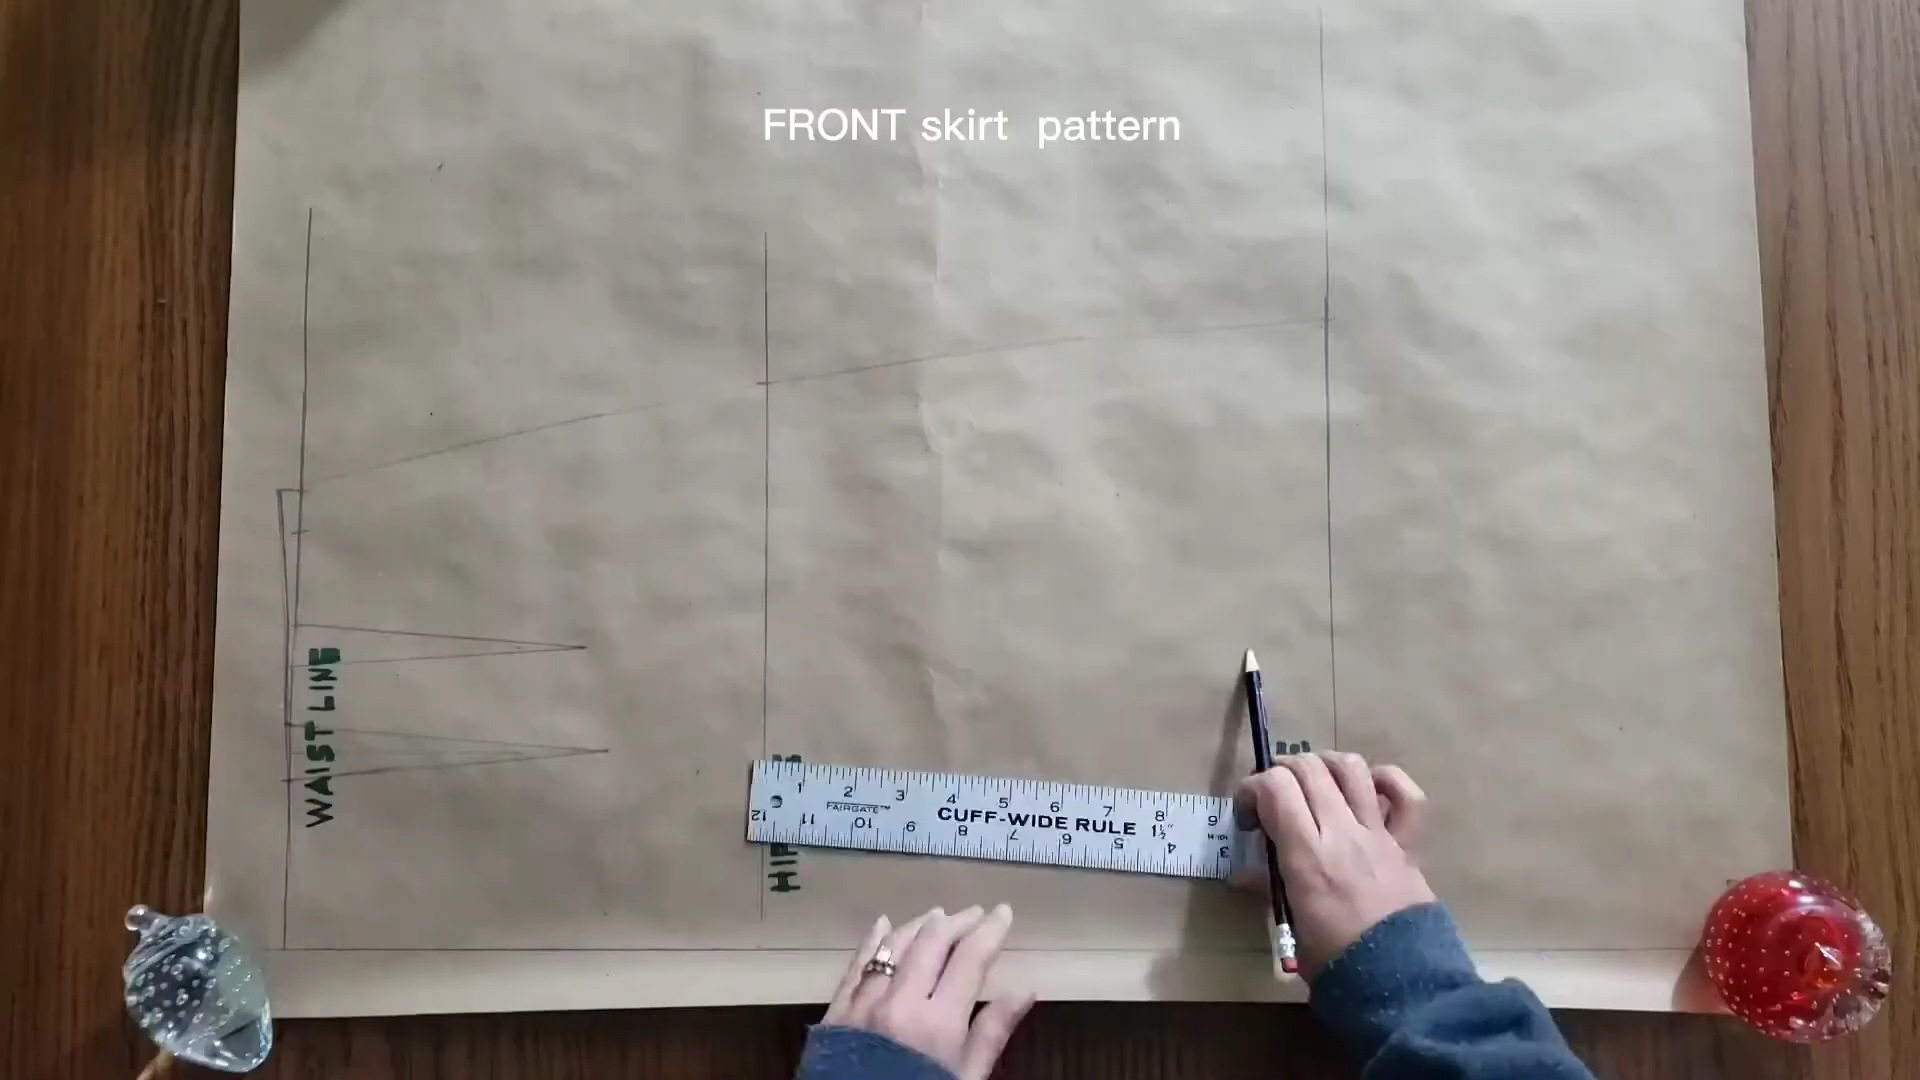 FRONT skirt pattern
WAIST LINE
1 2 3 4 5 6 7 8 9
FAIRGATE™
CUFF-WIDE RULE 1½"
12 11 10 9 8 7 6 5 4 3